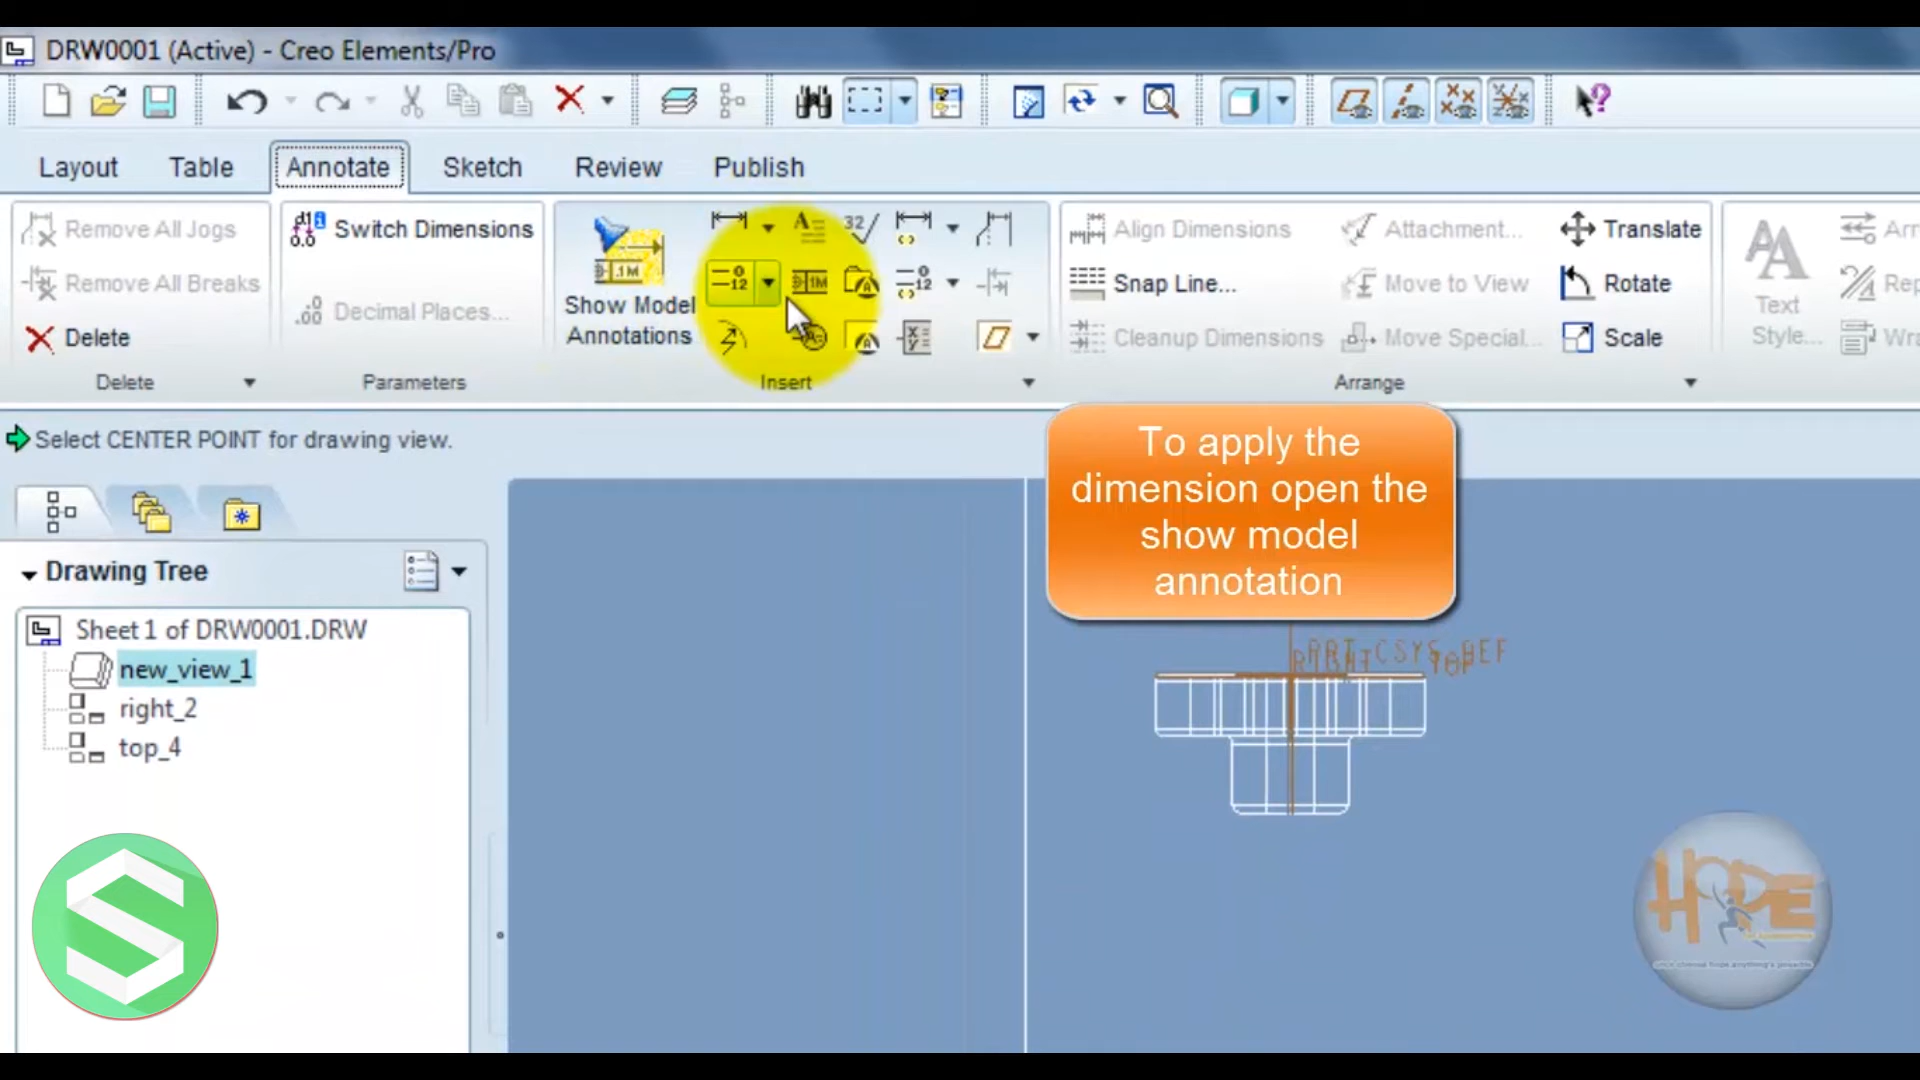 DRW0001 (Active) - Creo Elements/Pro
Layout Table Annotate Sketch Review Publish
Remove All Jogs
Remove All Breaks
Delete
Delete
Switch Dimensions
Decimal Places...
Parameters
Show Model
Annotations
Insert
Align Dimensions
Snap Line...
Cleanup Dimensions
Attachment...
Move to View
Move Special...
Translate
Rotate
Scale
Arrange
Text
Style...
Select CENTER POINT for drawing view.
To apply the
dimension open the
show model
annotation
Drawing Tree
Sheet 1 of DRW0001.DRW
new_view_1
right_2
top_4
HOPE